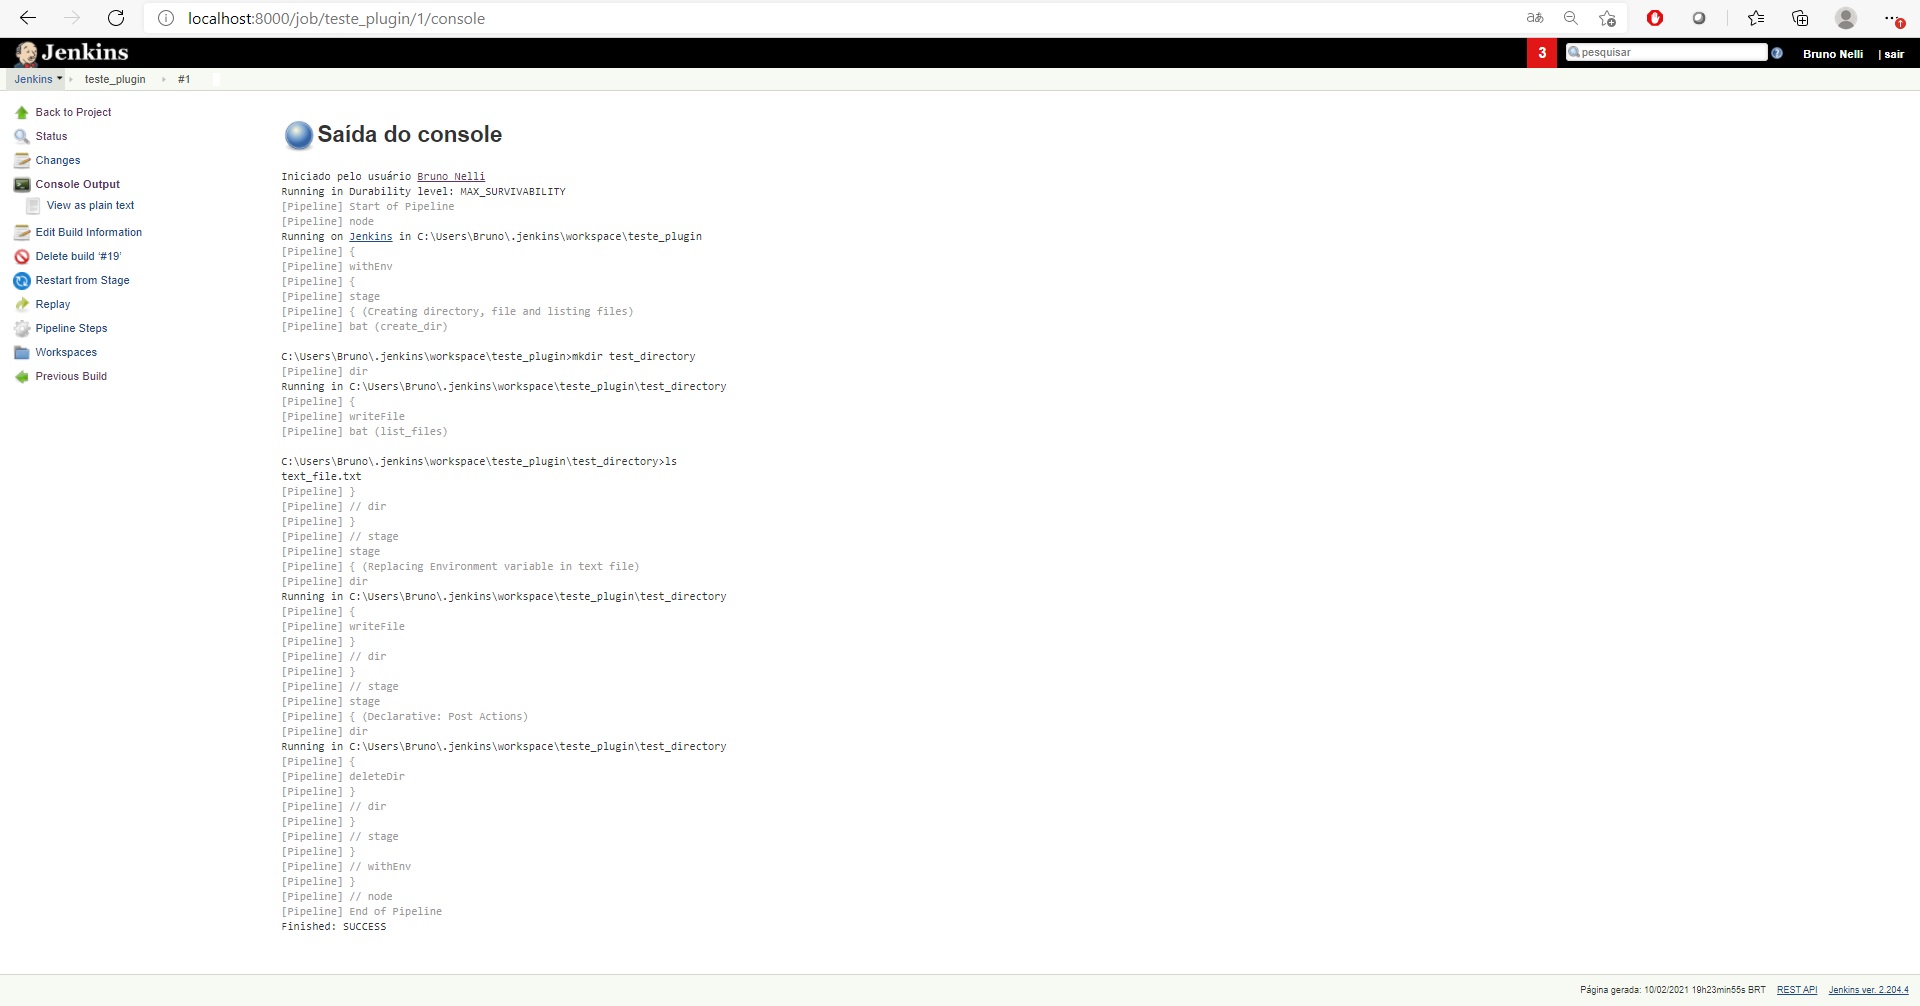 localhost:8000/job/teste_plugin/1/console
aあ
Jenkins
3
pesquisar
Bruno Nelli
| sair
Jenkins
teste_plugin
#1
Back to Project
Status
Changes
Console Output
View as plain text
Edit Build Information
Delete build '#19'
Restart from Stage
Replay
Pipeline Steps
Workspaces
Previous Build
Saída do console
Iniciado pelo usuário Bruno Nelli
Running in Durability level: MAX_SURVIVABILITY
[Pipeline] Start of Pipeline
[Pipeline] node
Running on Jenkins in C:\Users\Bruno\.jenkins\workspace\teste_plugin
[Pipeline] {
[Pipeline] withEnv
[Pipeline] {
[Pipeline] stage
[Pipeline] { (Creating directory, file and listing files)
[Pipeline] bat (create_dir)
C:\Users\Bruno\.jenkins\workspace\teste_plugin>mkdir test_directory
[Pipeline] dir
Running in C:\Users\Bruno\.jenkins\workspace\teste_plugin\test_directory
[Pipeline] {
[Pipeline] writeFile
[Pipeline] bat (list_files)
C:\Users\Bruno\.jenkins\workspace\teste_plugin\test_directory>ls
text_file.txt
[Pipeline] }
[Pipeline] // dir
[Pipeline] }
[Pipeline] // stage
[Pipeline] stage
[Pipeline] { (Replacing Environment variable in text file)
[Pipeline] dir
Running in C:\Users\Bruno\.jenkins\workspace\teste_plugin\test_directory
[Pipeline] {
[Pipeline] writeFile
[Pipeline] }
[Pipeline] // dir
[Pipeline] }
[Pipeline] // stage
[Pipeline] stage
[Pipeline] { (Declarative: Post Actions)
[Pipeline] dir
Running in C:\Users\Bruno\.jenkins\workspace\teste_plugin\test_directory
[Pipeline] {
[Pipeline] deleteDir
[Pipeline] }
[Pipeline] // dir
[Pipeline] }
[Pipeline] // stage
[Pipeline] }
[Pipeline] // withEnv
[Pipeline] }
[Pipeline] // node
[Pipeline] End of Pipeline
Finished: SUCCESS
Página gerada: 10/02/2021 19h23min55s BRT REST API Jenkins ver. 2.204.4